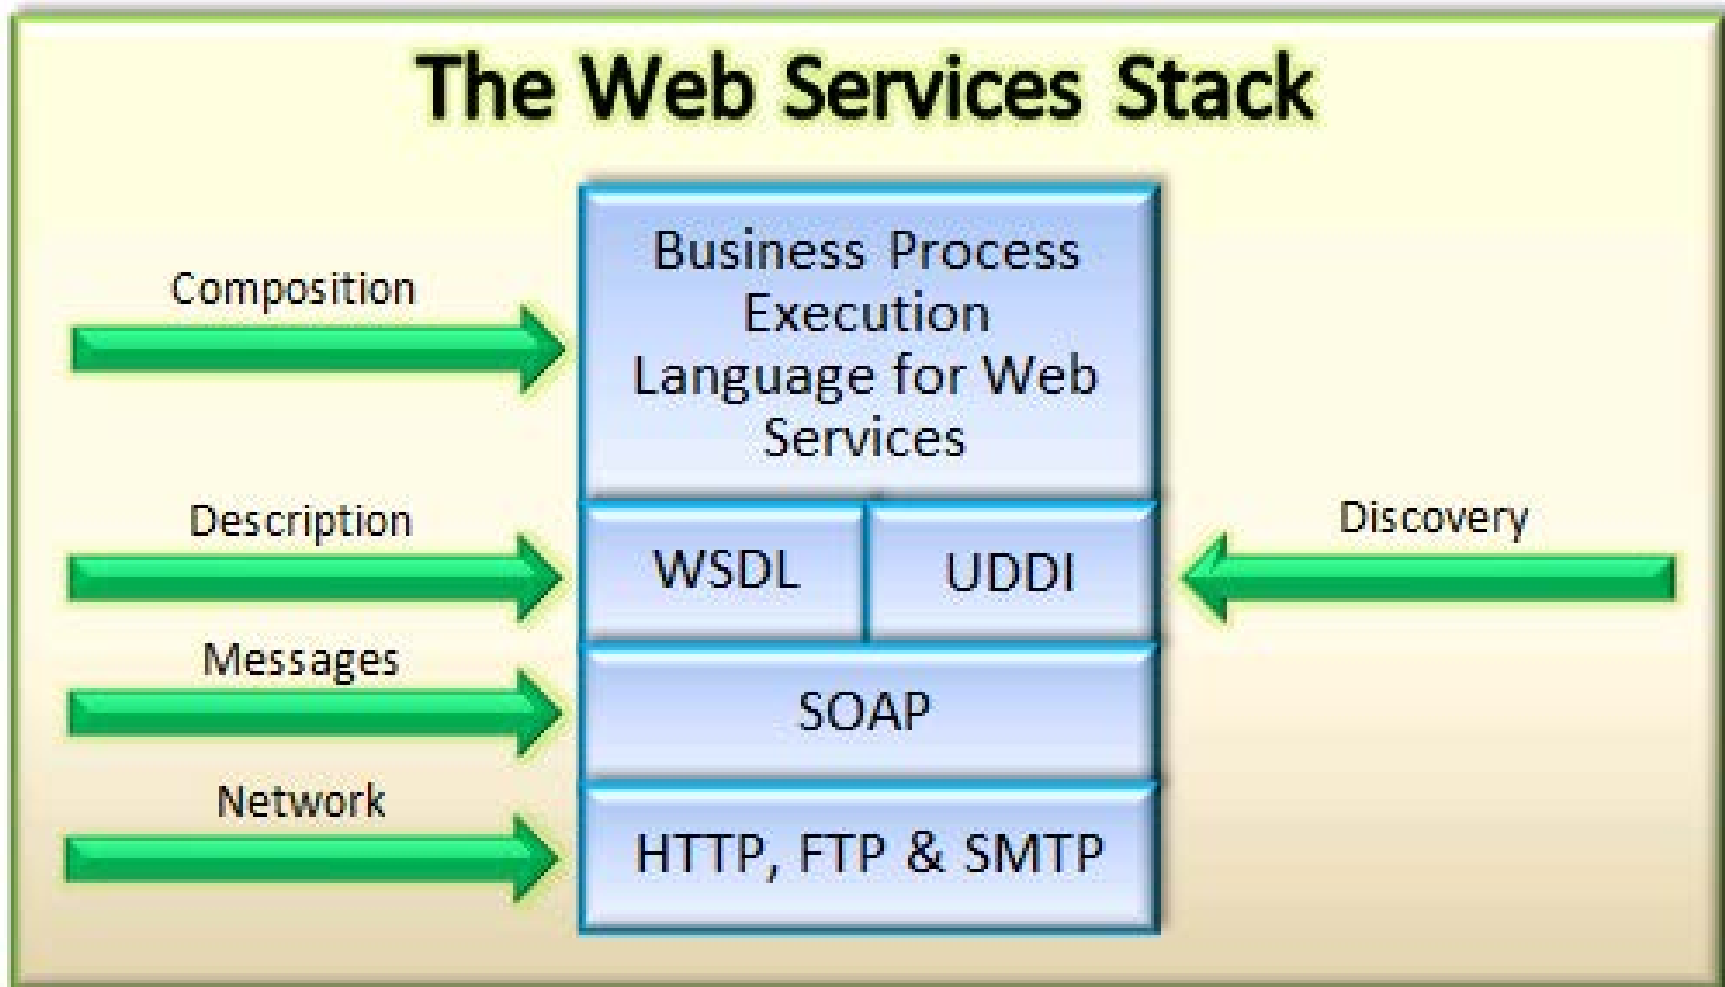 The Web Services Stack
Composition
Business Process
Execution
Language for Web
Services
Description
WSDL
UDDI
Discovery
Messages
SOAP
Network
HTTP, FTP & SMTP